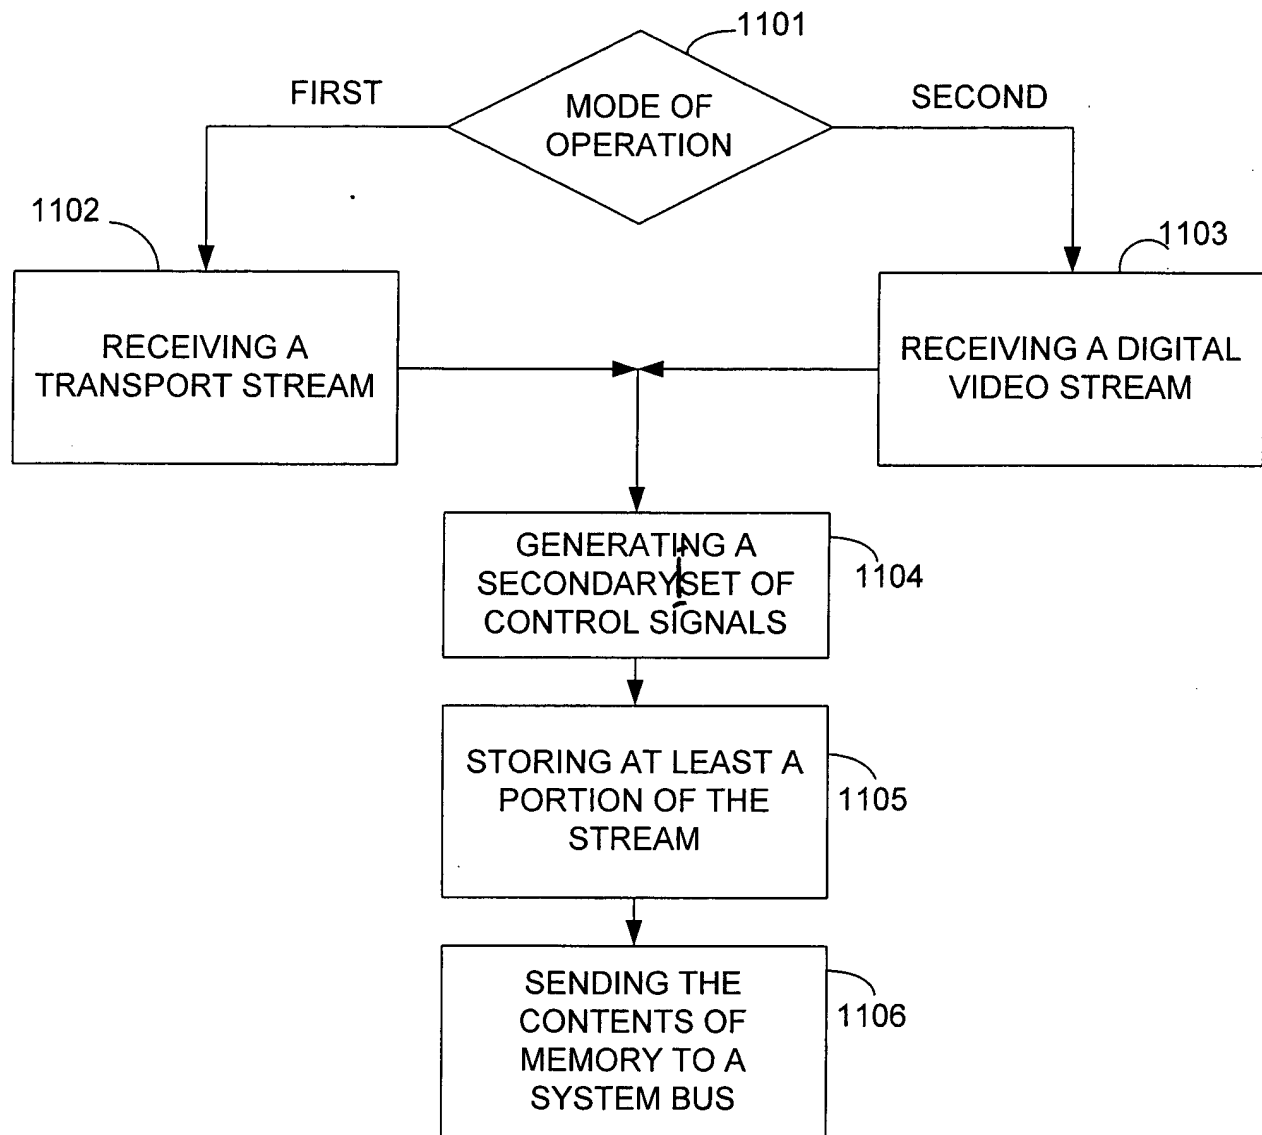 1101
FIRST
MODE OF
OPERATION
SECOND
1102
1103
RECEIVING A
TRANSPORT STREAM
RECEIVING A DIGITAL
VIDEO STREAM
GENERATING A
SECONDARY SET OF
CONTROL SIGNALS
1104
STORING AT LEAST A
PORTION OF THE
STREAM
1105
SENDING THE
CONTENTS OF
MEMORY TO A
SYSTEM BUS
1106